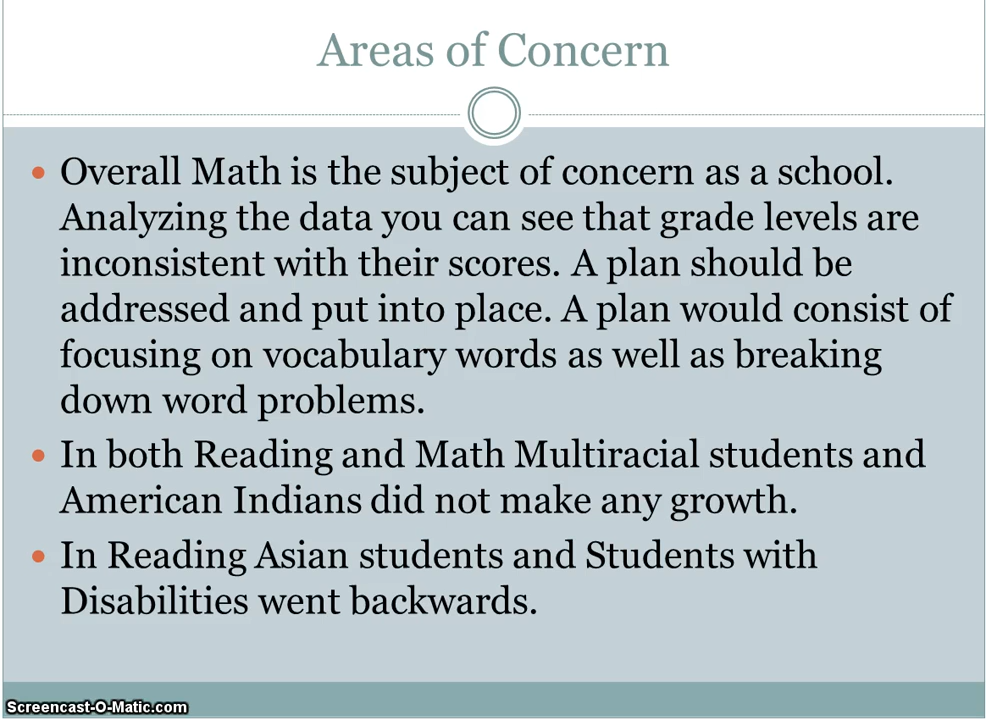 Areas of Concern
• Overall Math is the subject of concern as a school.
Analyzing the data you can see that grade levels are
inconsistent with their scores. A plan should be
addressed and put into place. A plan would consist of
focusing on vocabulary words as well as breaking
down word problems.
• In both Reading and Math Multiracial students and
American Indians did not make any growth.
• In Reading Asian students and Students with
Disabilities went backwards.
Screencast-O-Matic.com